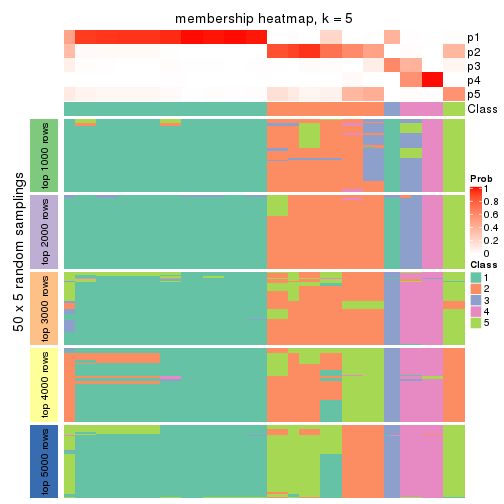 membership heatmap, k = 5
p1
p2
p3
p4
p5
Class
50 x 5 random samplings
top 1000 rows
top 2000 rows
top 3000 rows
top 4000 rows
top 5000 rows
Prob
1
0.8
0.6
0.4
0.2
0
Class
1
2
3
4
5